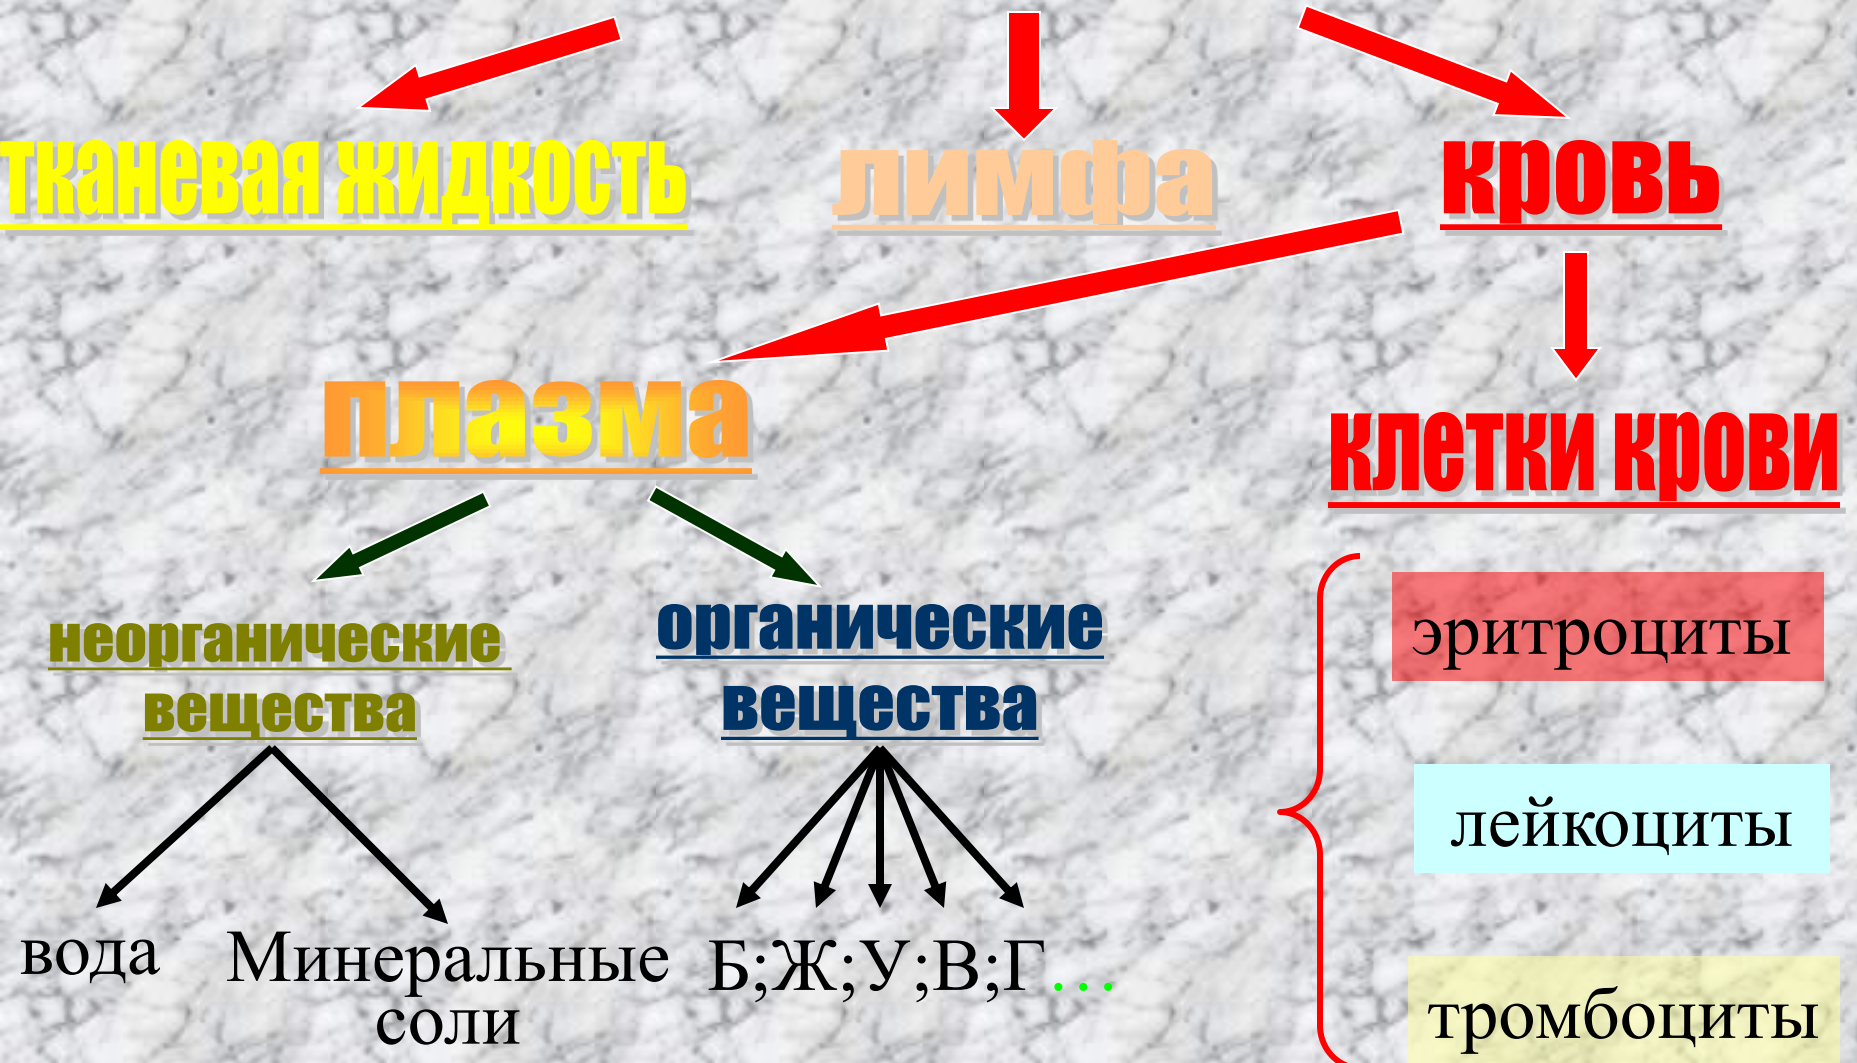 тканевая жидкость
лимфа
кровь
плазма
клетки крови
неорганические
вещества
органические
вещества
эритроциты
лейкоциты
тромбоциты
вода
Минеральные
соли
Б;Ж;У;В;Г...